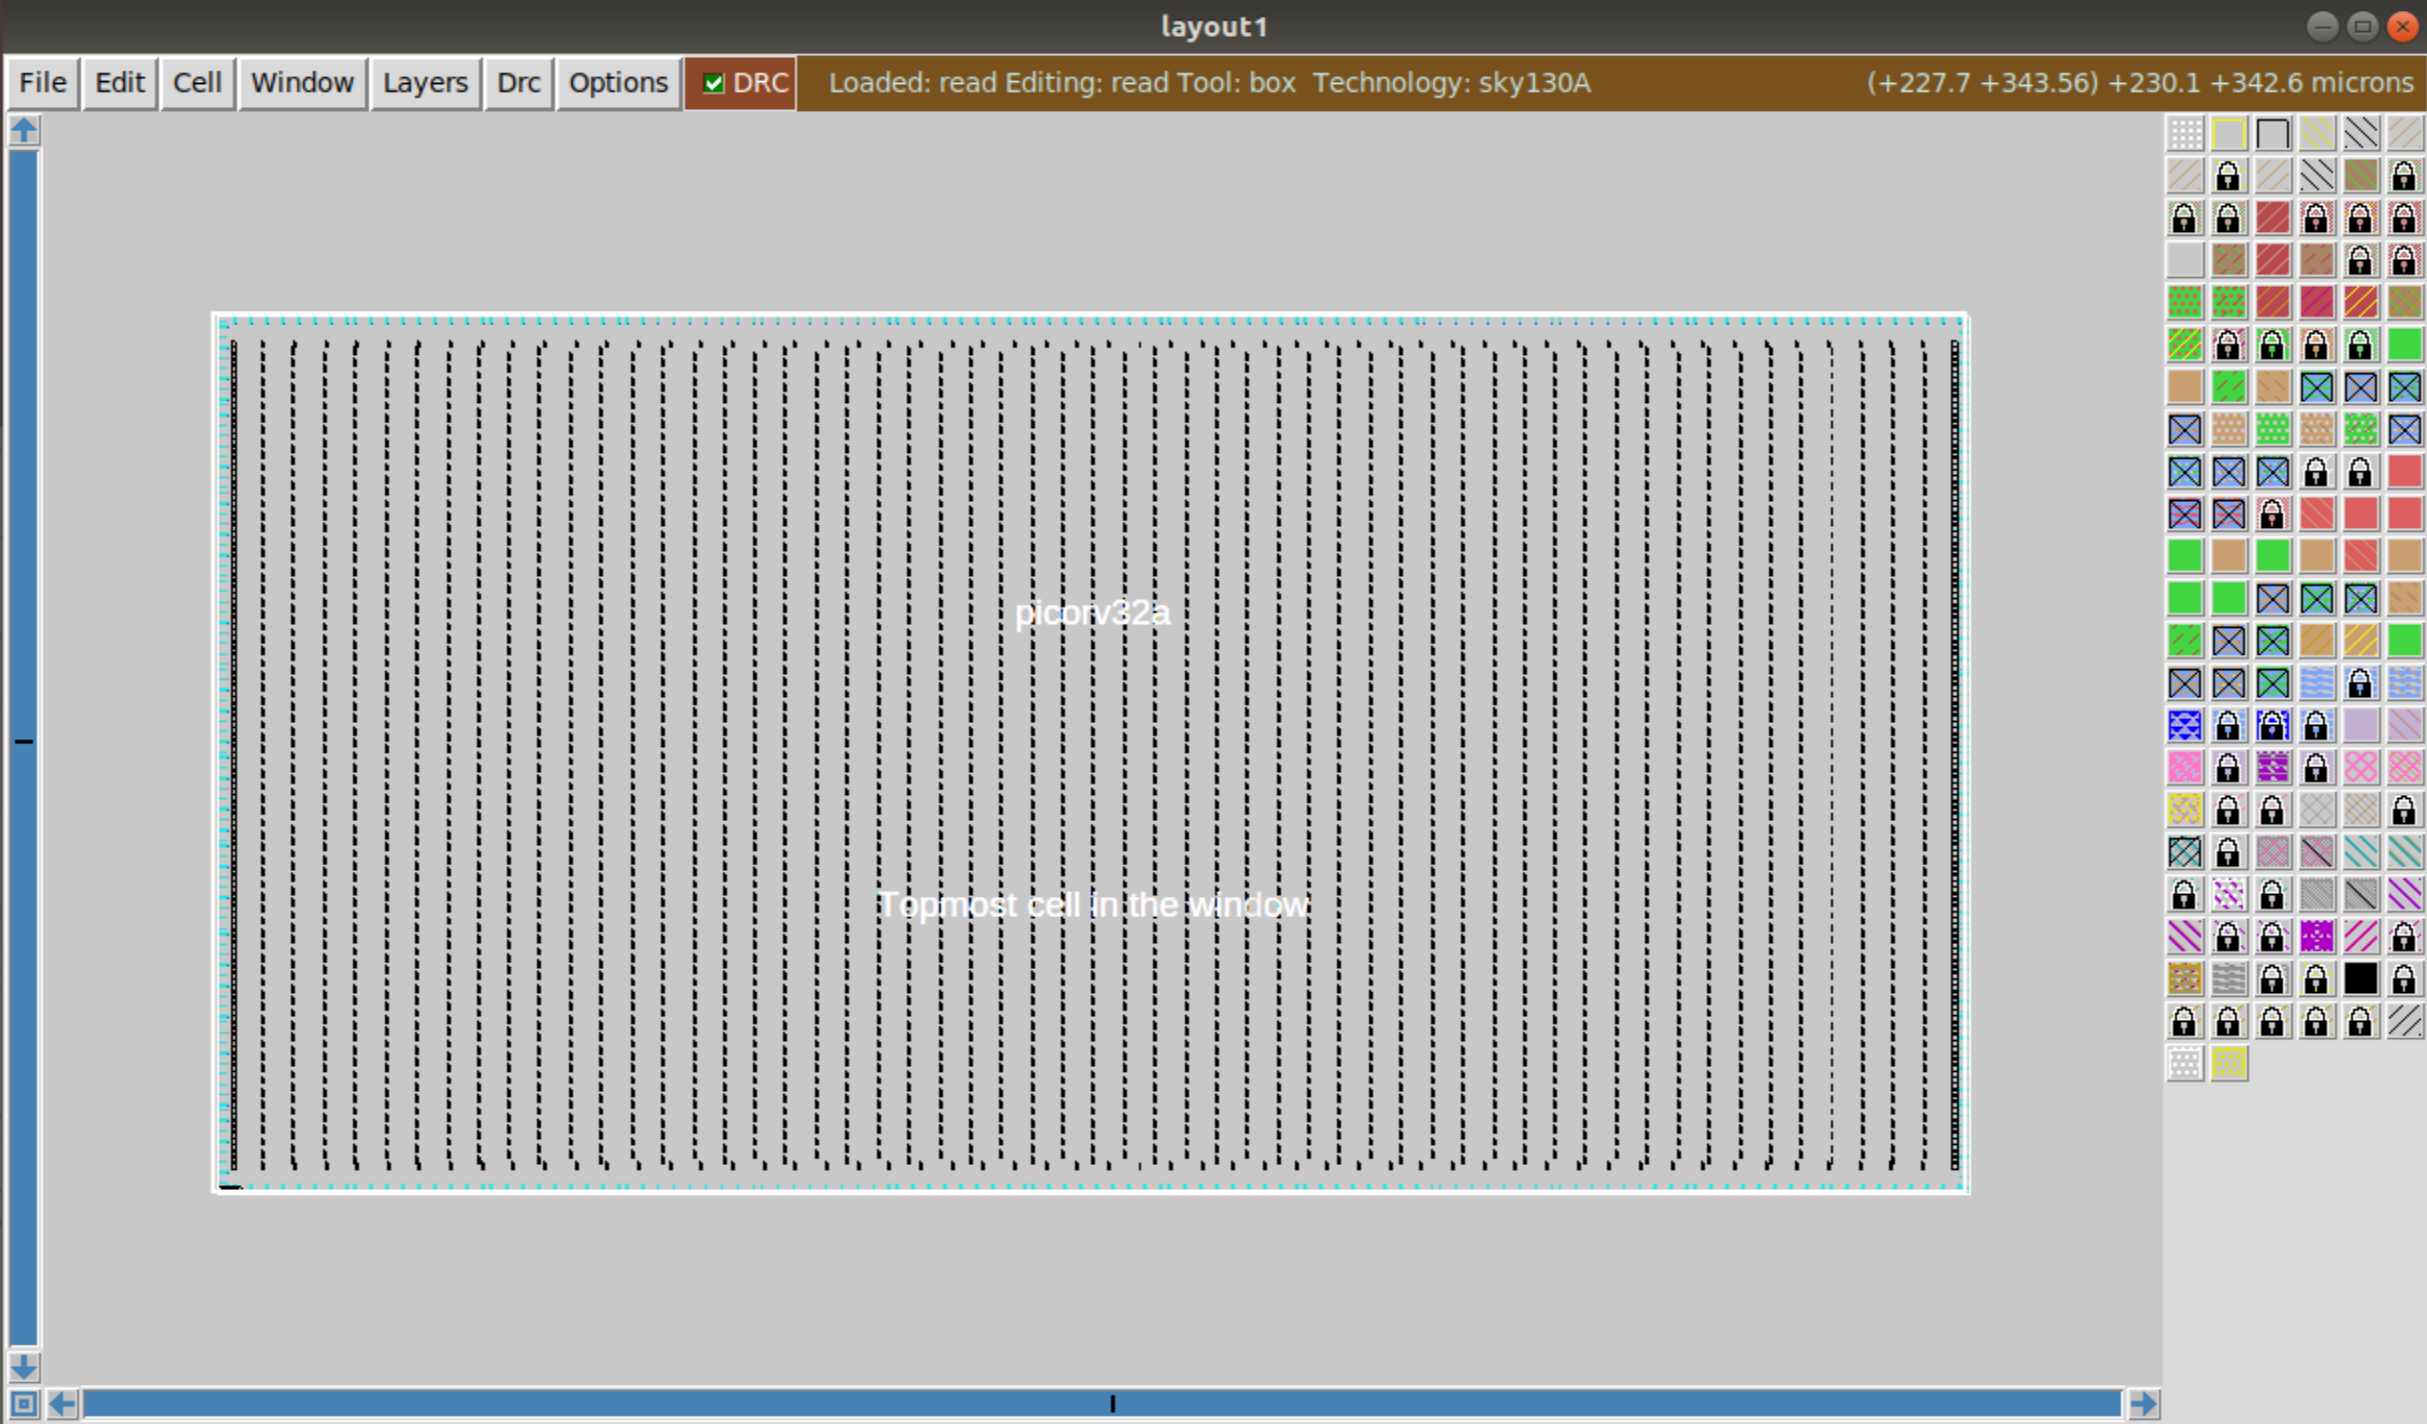 layout1
File Edit Cell Window Layers Drc Options DRC Loaded: read Editing: read Tool: box Technology: sky130A (+227.7 +343.56) +230.1 +342.6 microns
picorv32a
Topmost cell in the window